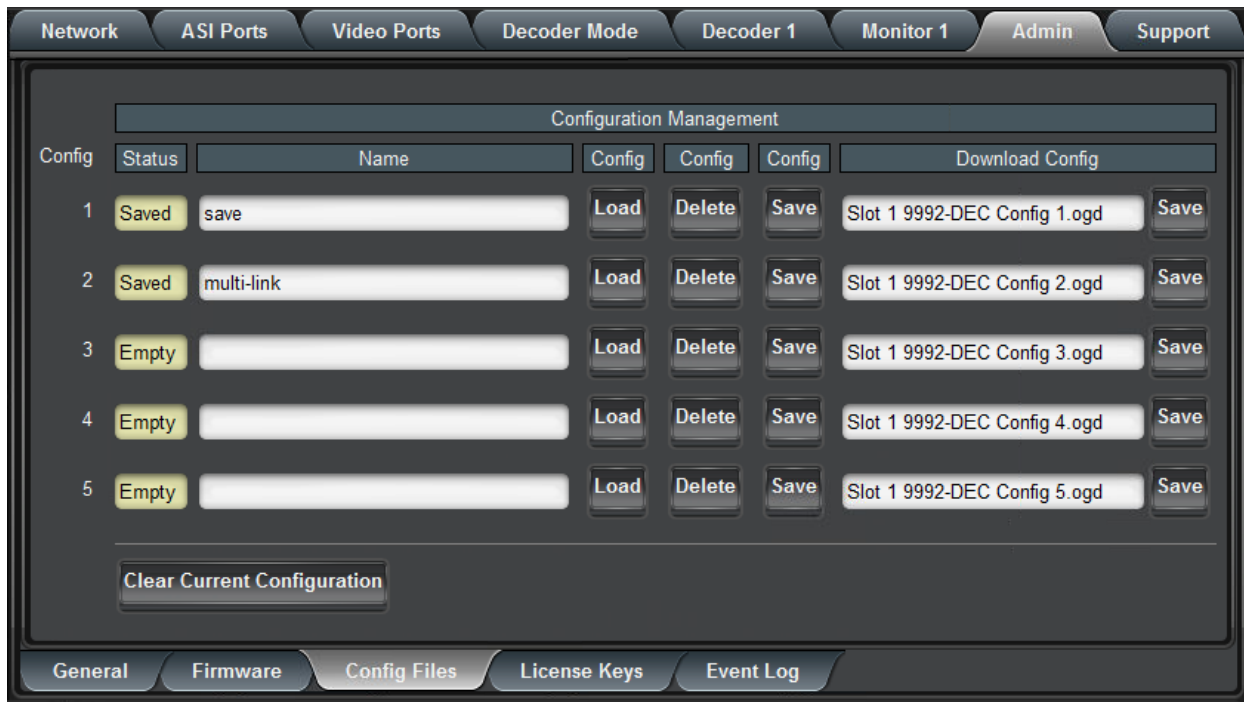 Network ASI Ports Video Ports Decoder Mode Decoder 1 Monitor 1 Admin Support
Configuration Management
Config Status Name Config Config Config Download Config
1 Saved save Load Delete Save Slot 1 9992-DEC Config 1.ogd Save
2 Saved multi-link Load Delete Save Slot 1 9992-DEC Config 2.ogd Save
3 Empty Load Delete Save Slot 1 9992-DEC Config 3.ogd Save
4 Empty Load Delete Save Slot 1 9992-DEC Config 4.ogd Save
5 Empty Load Delete Save Slot 1 9992-DEC Config 5.ogd Save
Clear Current Configuration
General Firmware Config Files License Keys Event Log